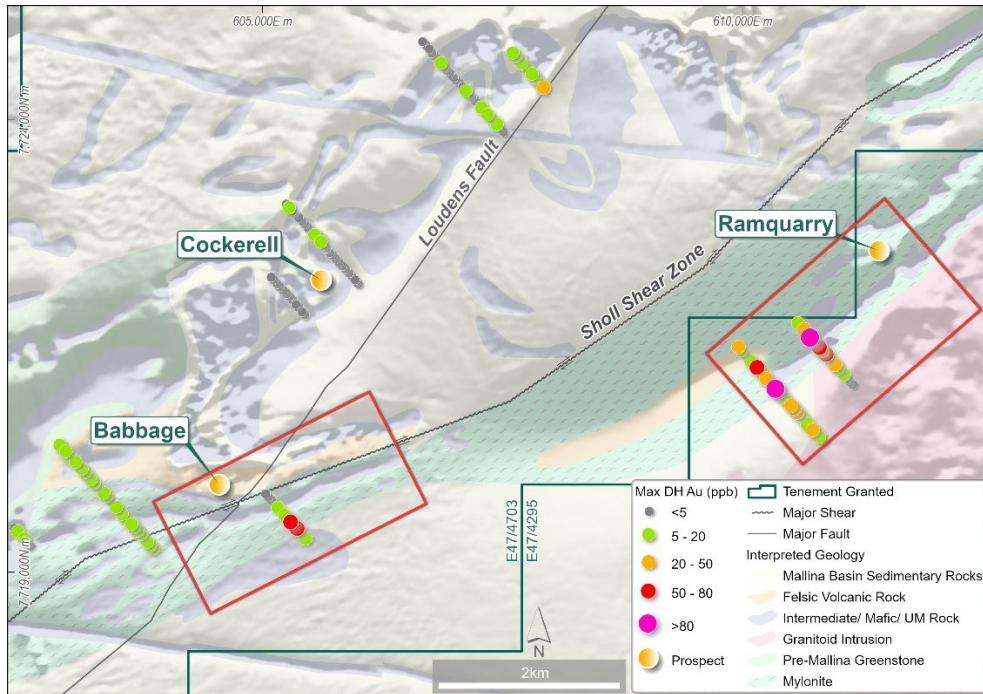 605,000E m
610,000E m
7,724,000N m
Loudens Fault
Cockerell
Ramquarry
Sholl Shear Zone
Babbage
7,719,000N m
E47/4703
E47/4295
N
2km
Max DH Au (ppb)
<5
5 - 20
20 - 50
50 - 80
>80
Prospect
Tenement Granted
Major Shear
Major Fault
Interpreted Geology
Mallina Basin Sedimentary Rocks
Felsic Volcanic Rock
Intermediate/ Mafic/ UM Rock
Granitoid Intrusion
Pre-Mallina Greenstone
Mylonite